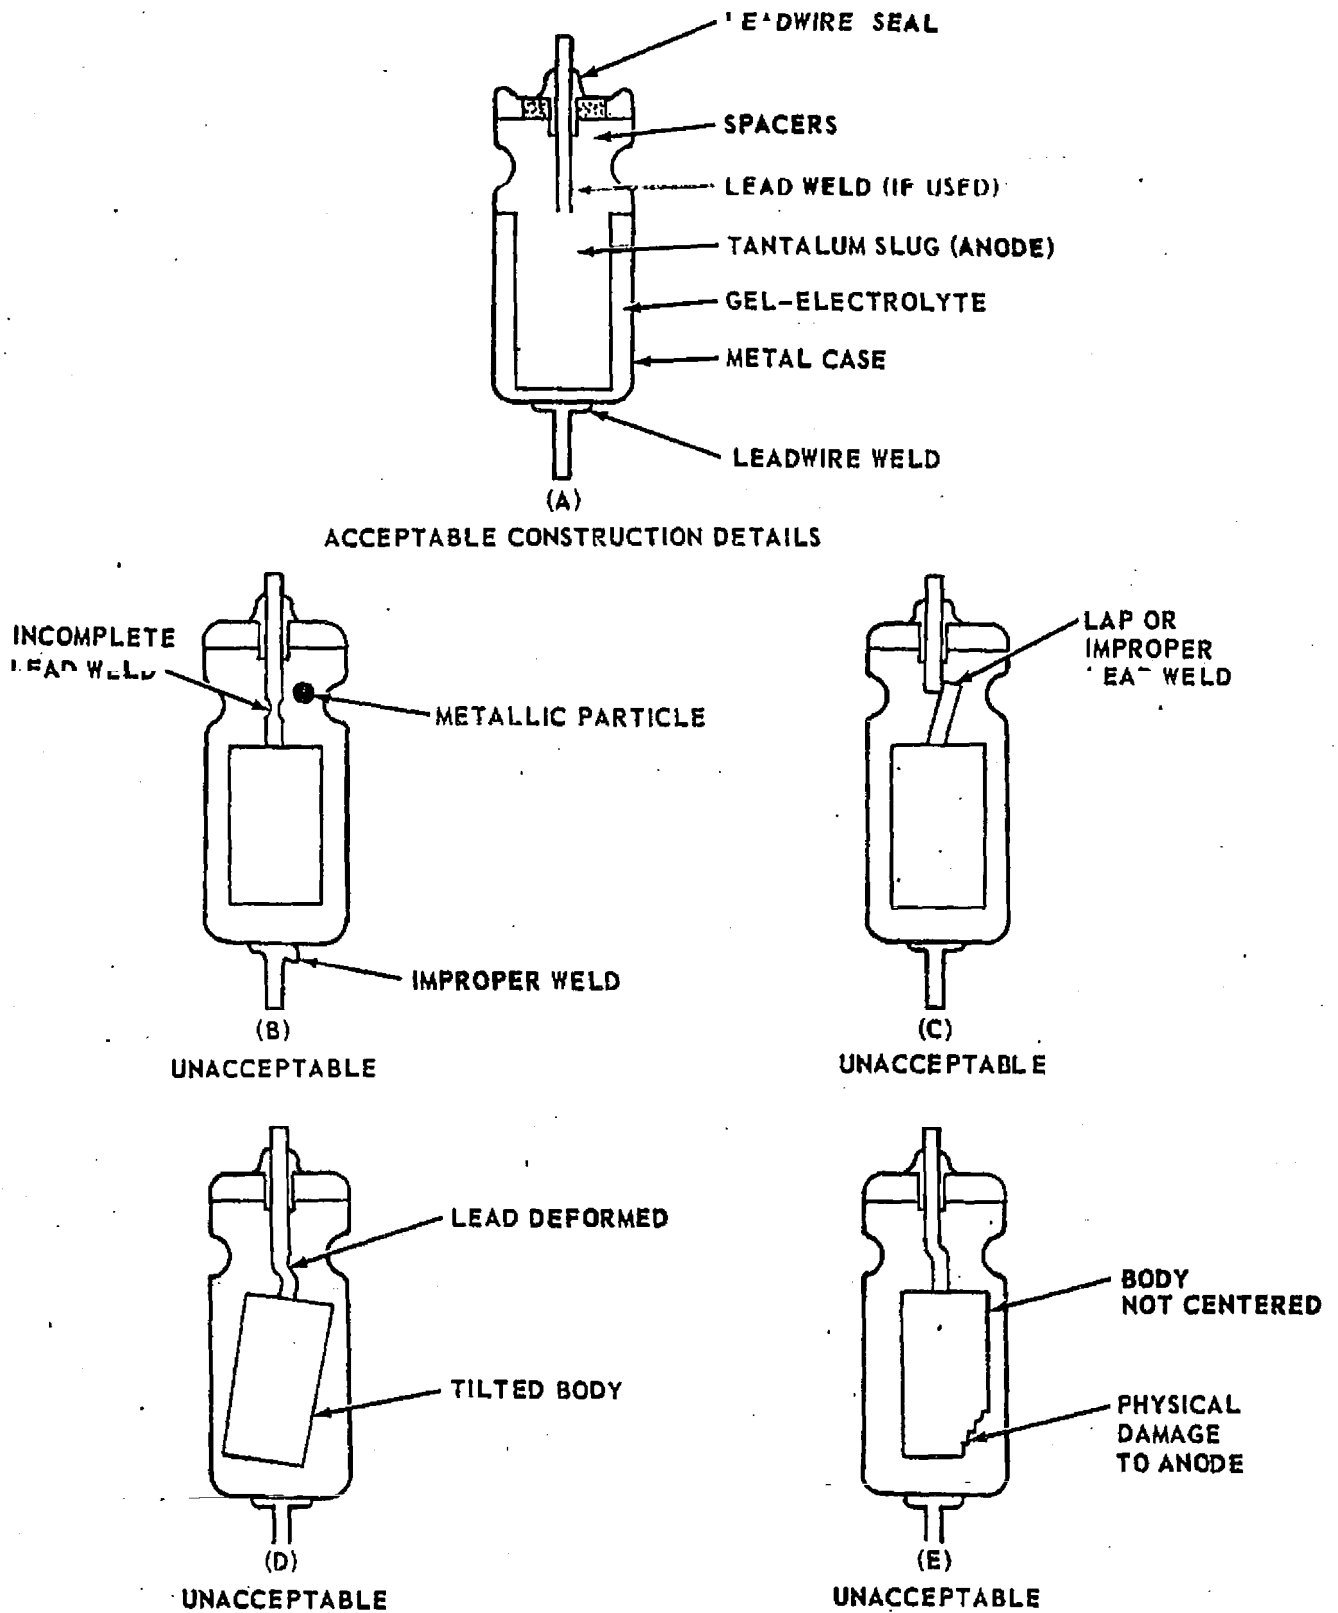 SEAL
SPACERS
LEAD WELD (IF USED)
TANTALUM SLUG (ANODE)
GEL-ELECTROLYTE
METAL CASE
LEADWIRE WELD
(A)
ACCEPTABLE CONSTRUCTION DETAILS
INCOMPLETE
METALLIC PARTICLE
IMPROPER WELD
(B)
UNACCEPTABLE
LAP OR
IMPROPER
WELD
(C)
UNACCEPTABLE
LEAD DEFORMED
TILTED BODY
(D)
UNACCEPTABLE
BODY
NOT CENTERED
PHYSICAL
DAMAGE
TO ANODE
(E)
UNACCEPTABLE